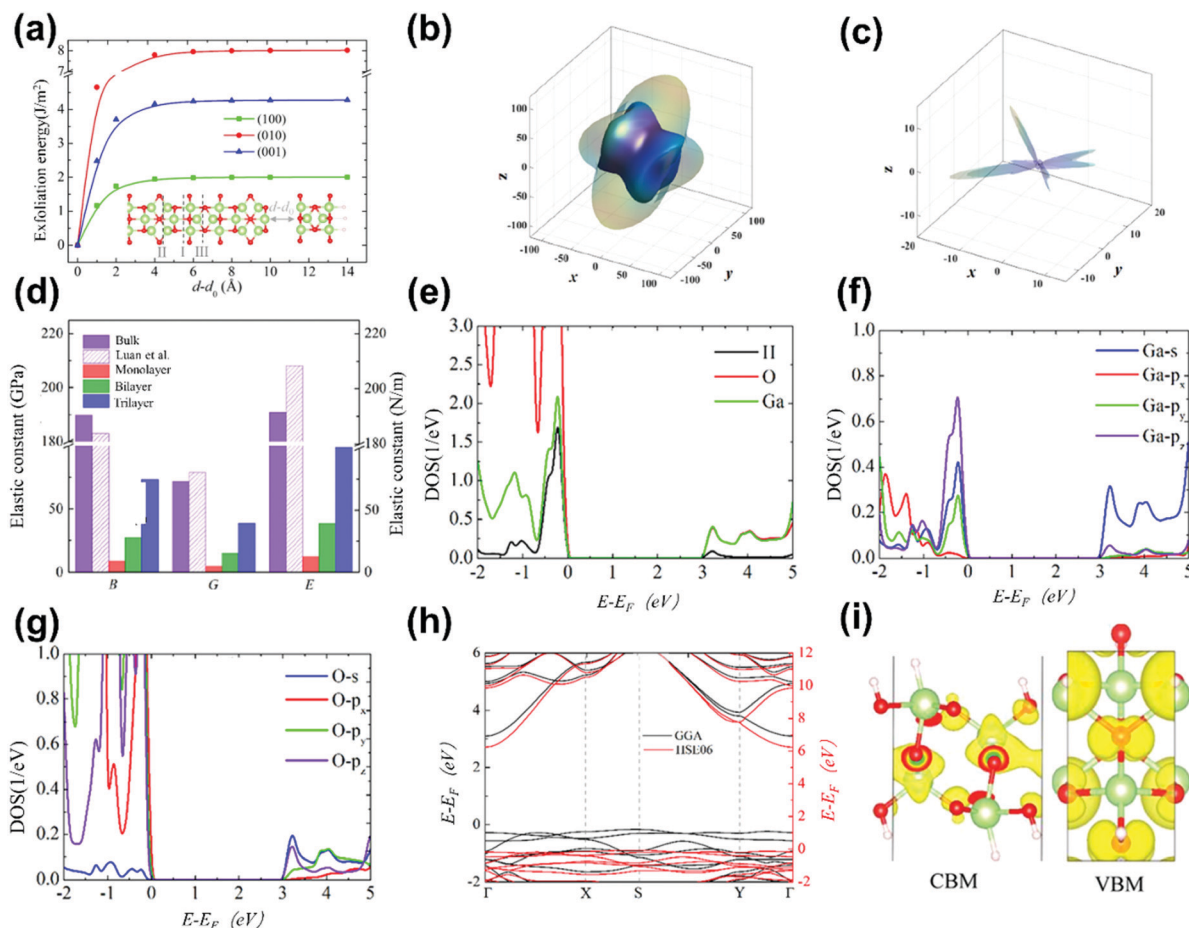 (a)
8
7
4
3
2
1
0
Exfoliation energy(J/m²)
(100)
(010)
(001)
d-d₀
II
I
III
0 2 4 6 8 10 12 14
d-d₀ (Å)
(b)
100
50
0
-50
-100
z
-100
-50
0
50
100
x
-100
-50
0
50
100
y
(c)
10
0
-10
z
-20
-10
0
10
x
-10
0
10
20
y
(d)
220
200
180
50
0
Elastic constant (GPa)
Bulk
Luan et al.
Monolayer
Bilayer
Trilayer
220
200
180
50
0
Elastic constant (N/m)
B G E
(e)
3.0
2.5
2.0
1.5
1.0
0.5
0.0
DOS(1/eV)
H
O
Ga
-2 -1 0 1 2 3 4 5
E-E_F (eV)
(f)
1.0
0.8
0.6
0.4
0.2
0.0
DOS(1/eV)
Ga-s
Ga-pₓ
Ga-p_y
Ga-p_z
-2 -1 0 1 2 3 4 5
E-E_F (eV)
(g)
1.0
0.8
0.6
0.4
0.2
0.0
DOS(1/eV)
O-s
O-pₓ
O-p_y
O-p_z
-2 -1 0 1 2 3 4 5
E-E_F (eV)
(h)
6
4
2
0
-2
E-E_F (eV)
GGA
HSE06
12
10
8
6
4
2
0
-2
E-E_F (eV)
Γ X S Y Γ
(i)
CBM
VBM